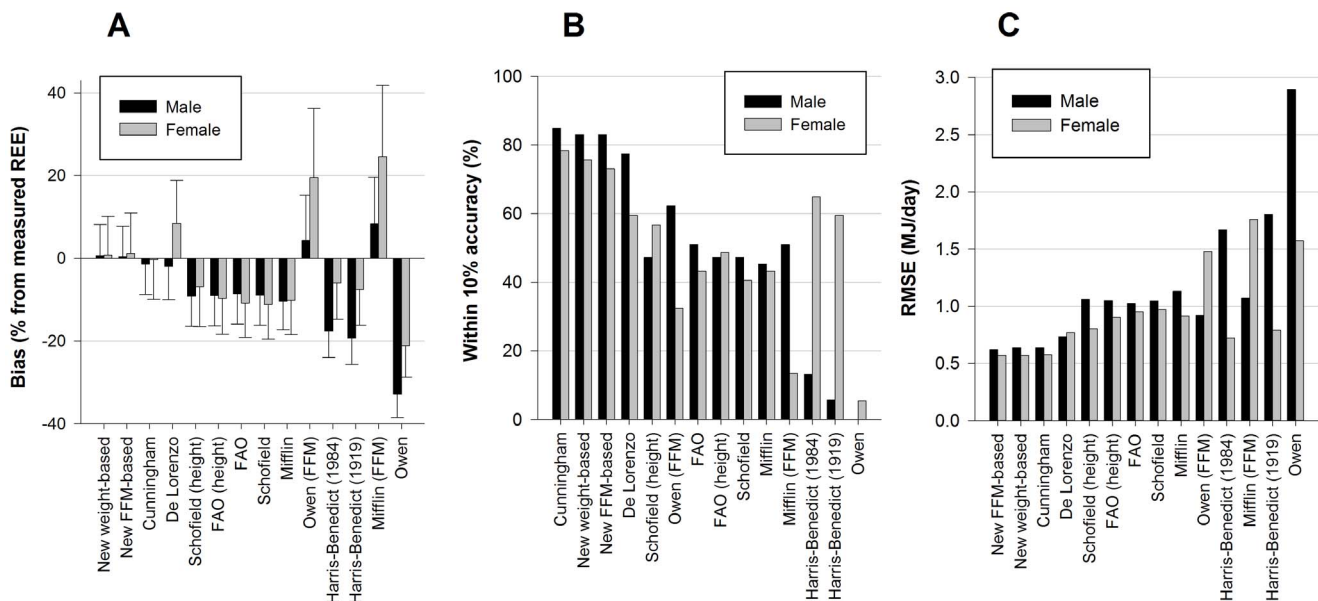 A
Bias (% from measured REE)
40
20
0
-20
-40
Male
Female
New weight-based
New FFM-based
Cunningham
De Lorenzo
Schofield (height)
FAO (height)
FAO
Schofield
Mifflin
Owen (FFM)
Harris-Benedict (1984)
Harris-Benedict (1919)
Mifflin (FFM)
Owen
B
Within 10% accuracy (%)
100
80
60
40
20
0
Male
Female
Cunningham
New weight-based
New FFM-based
De Lorenzo
Schofield (height)
Owen (FFM)
FAO
FAO (height)
Schofield
Mifflin
Mifflin (FFM)
Harris-Benedict (1984)
Harris-Benedict (1919)
Owen
C
RMSE (MJ/day)
3.0
2.5
2.0
1.5
1.0
0.5
0.0
Male
Female
New FFM-based
New weight-based
Cunningham
De Lorenzo
Schofield (height)
FAO (height)
FAO
Schofield
Mifflin
Owen (FFM)
Harris-Benedict (1984)
Mifflin (FFM)
Harris-Benedict (1919)
Owen